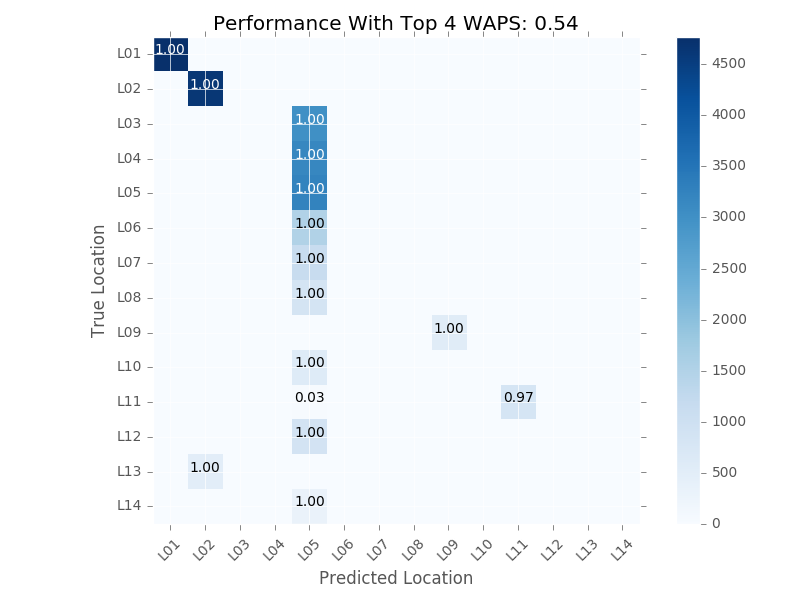 Performance With Top 4 WAPS: 0.54
L01 1.00
L02 1.00
L03 1.00
L04 1.00
L05 1.00
L06 1.00
L07 1.00
L08 1.00
L09 1.00
L10 1.00
L11 0.03 0.97
L12 1.00
L13 1.00
L14 1.00
True Location
L01 L02 L03 L04 L05 L06 L07 L08 L09 L10 L11 L12 L13 L14
Predicted Location
4500
4000
3500
3000
2500
2000
1500
1000
500
0